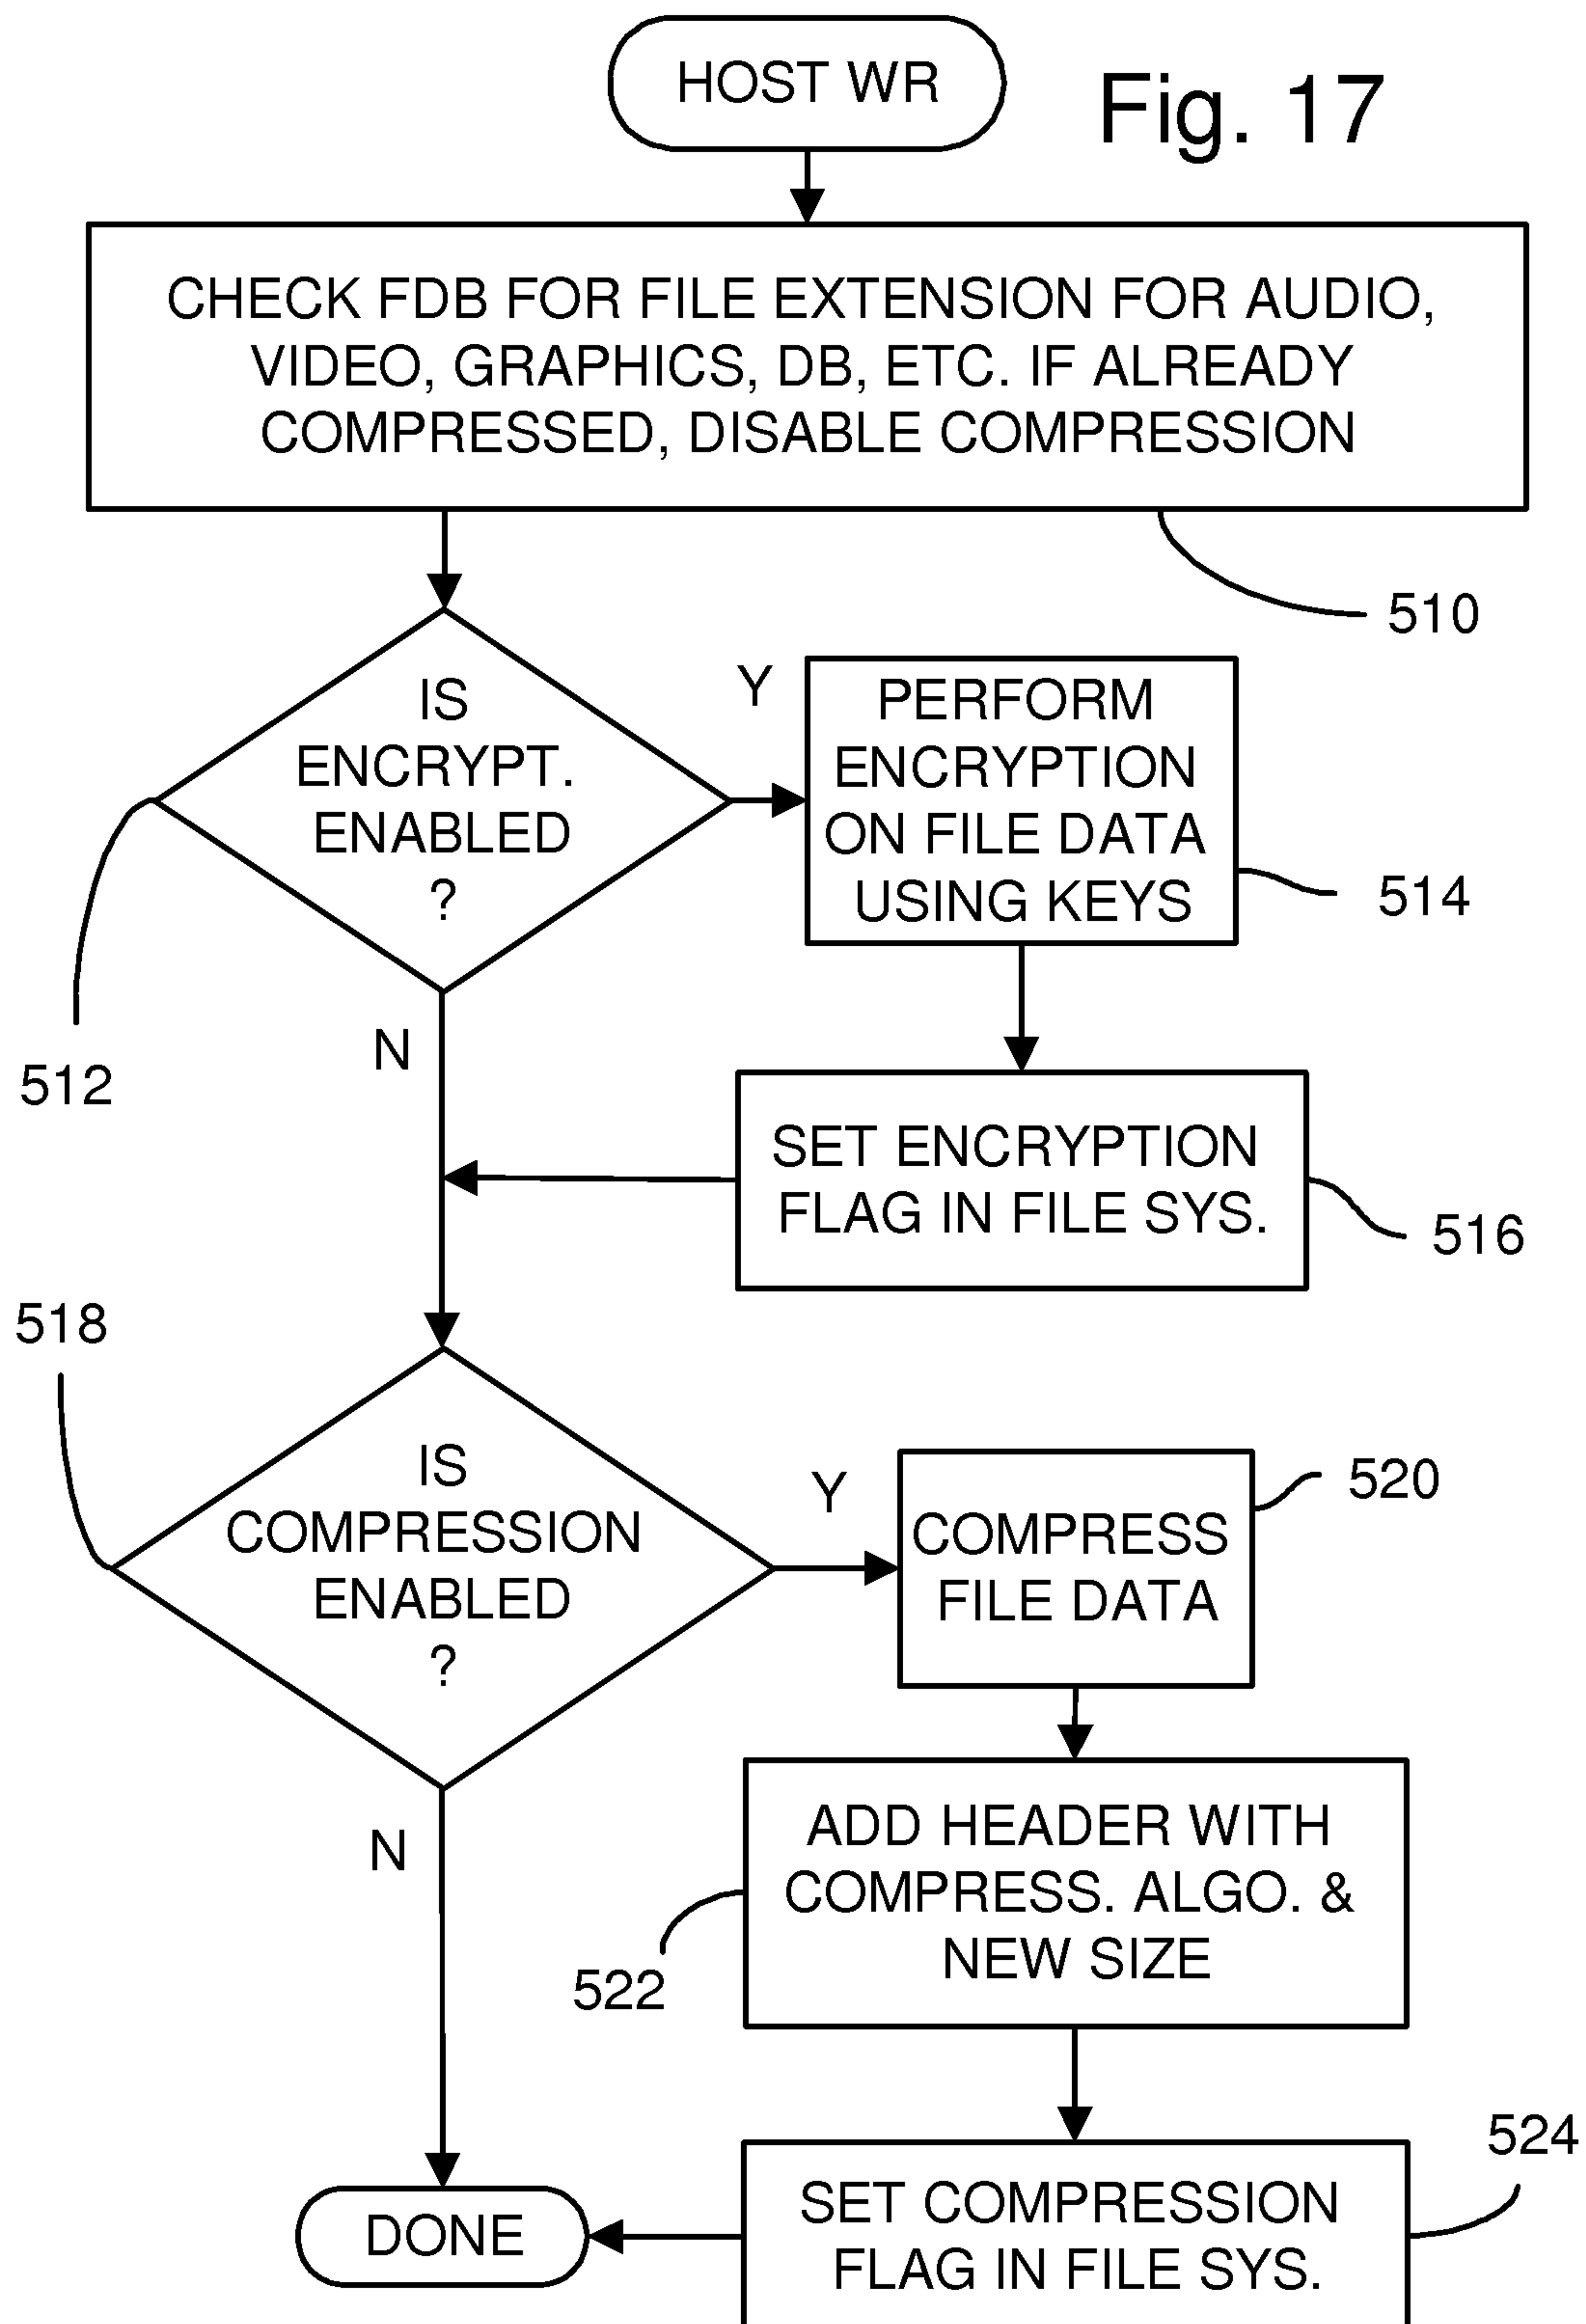 HOST WR
Fig. 17
CHECK FDB FOR FILE EXTENSION FOR AUDIO,
VIDEO, GRAPHICS, DB, ETC. IF ALREADY
COMPRESSED, DISABLE COMPRESSION
510
IS
ENCRYPT.
ENABLED
?
Y
N
512
PERFORM
ENCRYPTION
ON FILE DATA
USING KEYS
514
SET ENCRYPTION
FLAG IN FILE SYS.
516
518
IS
COMPRESSION
ENABLED
?
Y
N
COMPRESS
FILE DATA
520
ADD HEADER WITH
COMPRESS. ALGO. &
NEW SIZE
522
SET COMPRESSION
FLAG IN FILE SYS.
524
DONE